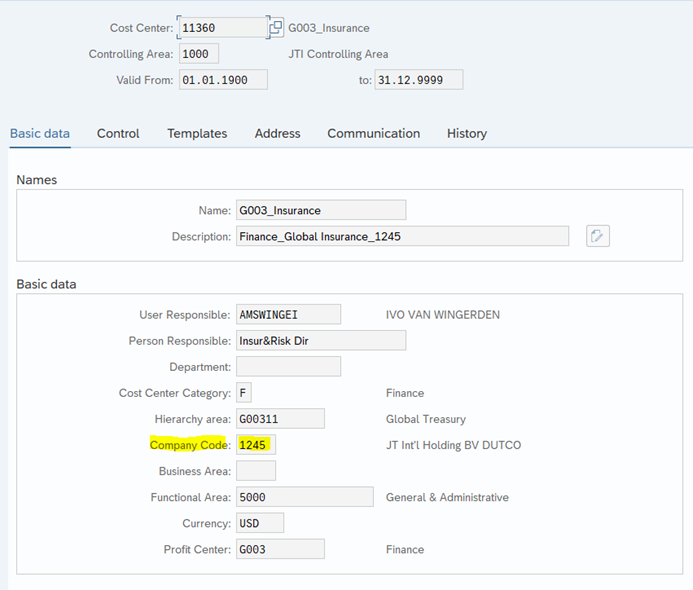 Cost Center: 11360 G003_Insurance
Controlling Area: 1000 JTI Controlling Area
Valid From: 01.01.1900 to: 31.12.9999
Basic data Control Templates Address Communication History
Names
Name: G003_Insurance
Description: Finance_Global Insurance_1245
Basic data
User Responsible: AMSWINGEI IVO VAN WINGERDEN
Person Responsible: Insur&Risk Dir
Department:
Cost Center Category: F Finance
Hierarchy area: G00311 Global Treasury
Company Code: 1245 JT Int'l Holding BV DUTCO
Business Area:
Functional Area: 5000 General & Administrative
Currency: USD
Profit Center: G003 Finance